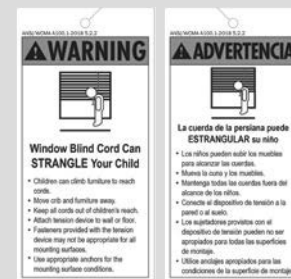 ANSI/WCMA A100.1-2018 5.2.2
WARNING
Window Blind Cord Can
STRANGLE Your Child
• Children can climb furniture to reach
cords.
• Move crib and furniture away.
• Keep all cords out of children's reach.
• Attach tension device to wall or floor.
• Fasteners provided with the tension
device may not be appropriate for all
mounting surfaces.
• Use appropriate anchors for the
mounting surface conditions.
ANSI/WCMA A100.1-2018 5.2.2
ADVERTENCIA
La cuerda de la persiana puede
ESTRANGULAR su niño
• Los niños pueden subir los muebles
para alcanzar las cuerdas.
• Mueva la cuna y los muebles.
• Mantenga todas las cuerdas fuera del
alcance de los niños.
• Conecte el dispositivo de tensión a la
pared o al suelo.
• Los sujetadores provistos con el
dispositivo de tensión pueden no ser
apropiados para todas las superficies
de montaje.
• Utilice anclajes apropiados para las
condiciones de la superficie de montaje.